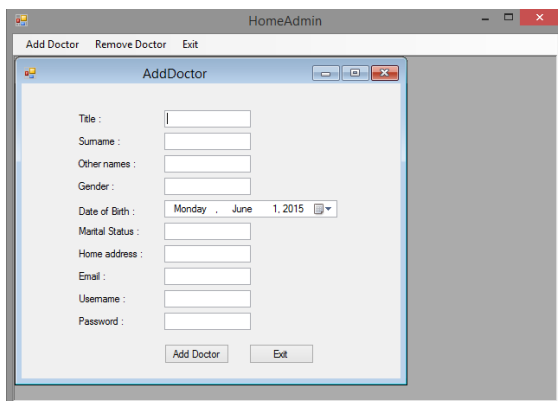 HomeAdmin
Add Doctor Remove Doctor Exit
AddDoctor
Title :
Surname :
Other names :
Gender :
Date of Birth : Monday , June 1, 2015
Marital Status :
Home address :
Email :
Username :
Password :
Add Doctor Exit